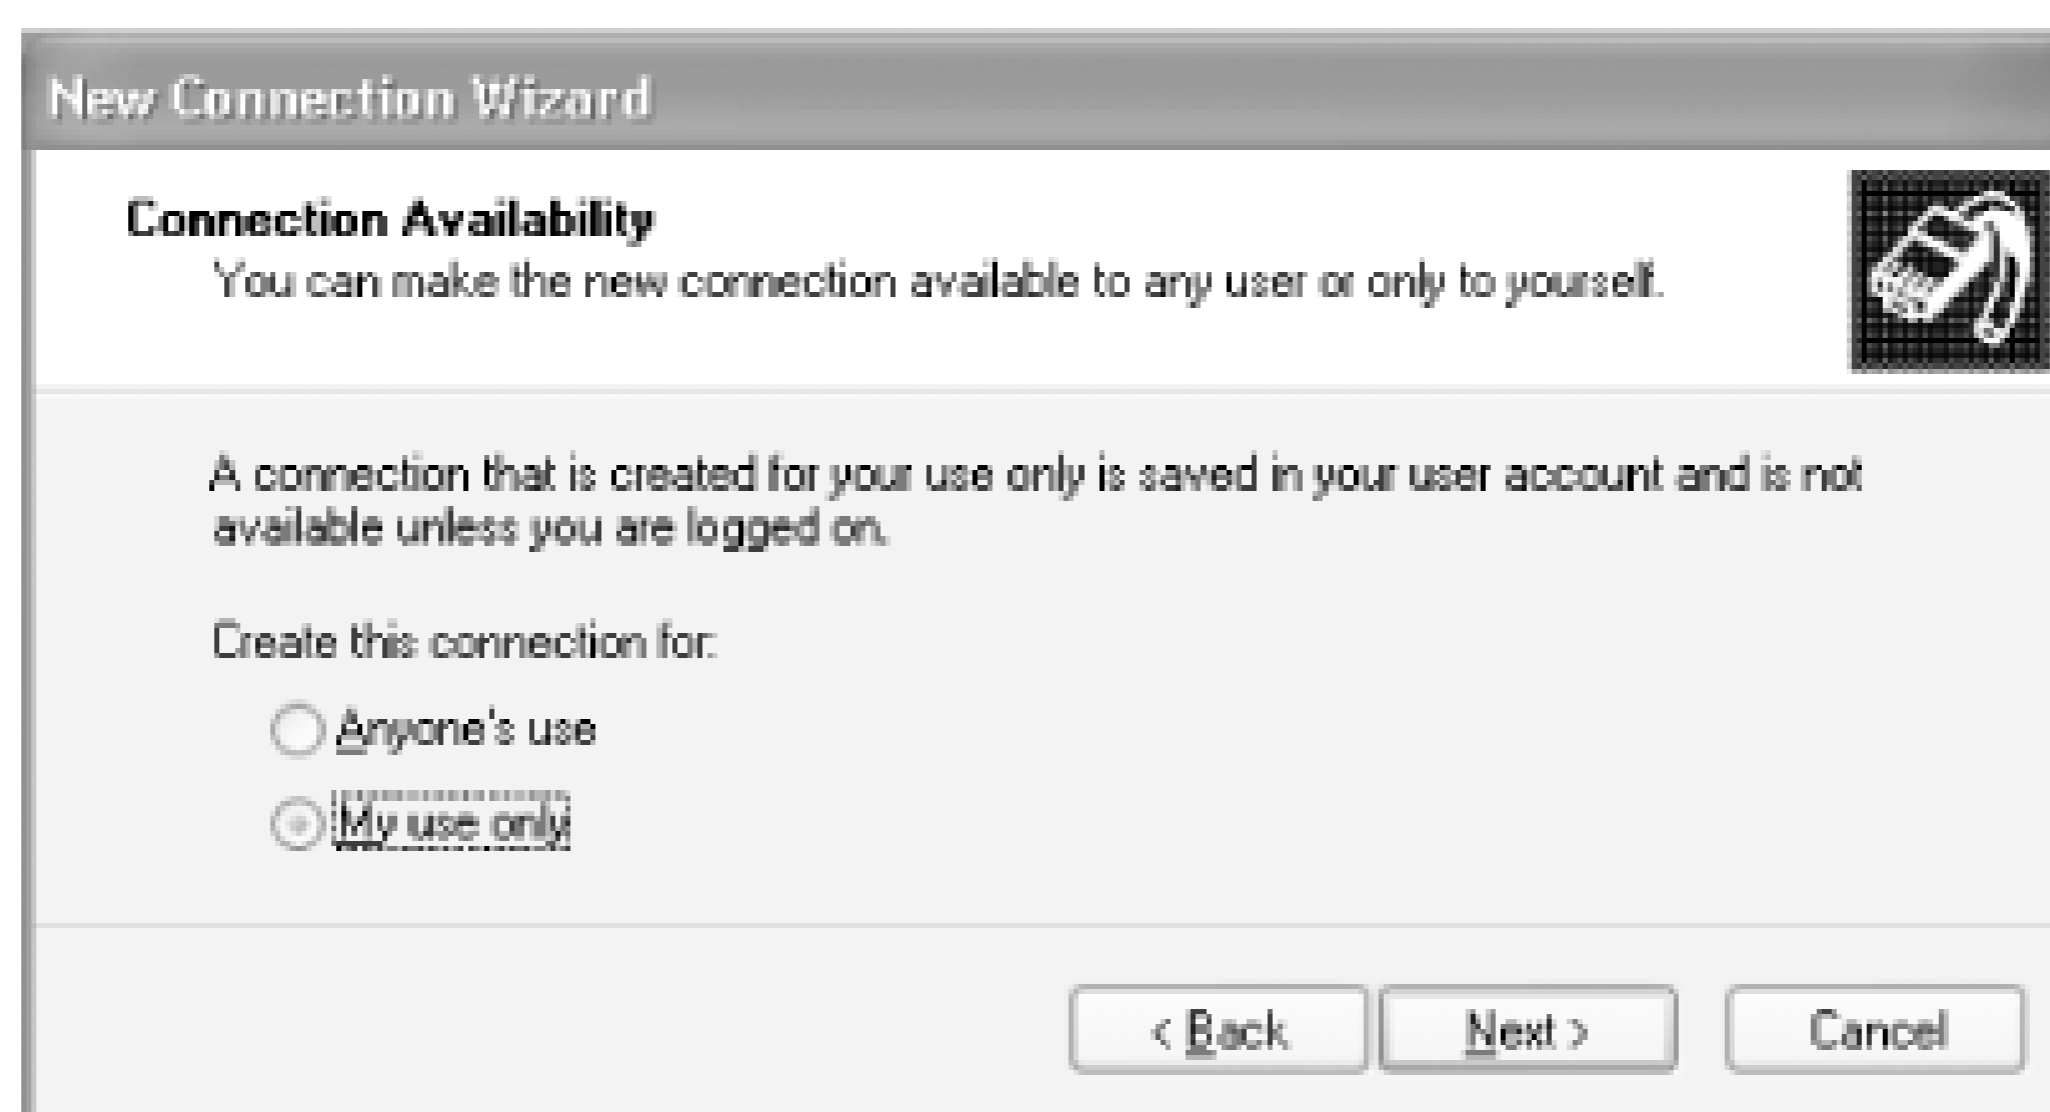 New Connection Wizard
Connection Availability
You can make the new connection available to any user or only to yourself.
A connection that is created for your use only is saved in your user account and is not
available unless you are logged on.
Create this connection for:
Anyone's use
My use only
< Back
Next >
Cancel